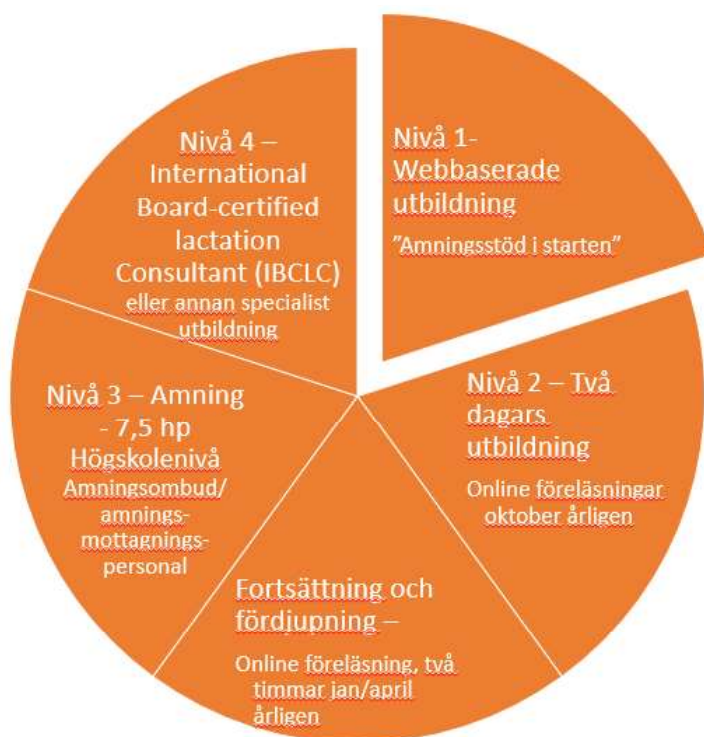 Nivå 1-
Webbaserade
utbildning
"Amningsstöd i starten"
Nivå 2 – Två
dagars
utbildning
Online föreläsningar
oktober årligen
Fortsättning och
fördjupning –
Online föreläsning, två
timmar jan/april
årligen
Nivå 3 – Amning
- 7,5 hp
Högskolenivå
Amningsombud/
amnings-
mottagnings-
personal
Nivå 4 –
International
Board-certified
lactation
Consultant (IBCLC)
eller annan specialist
utbildning